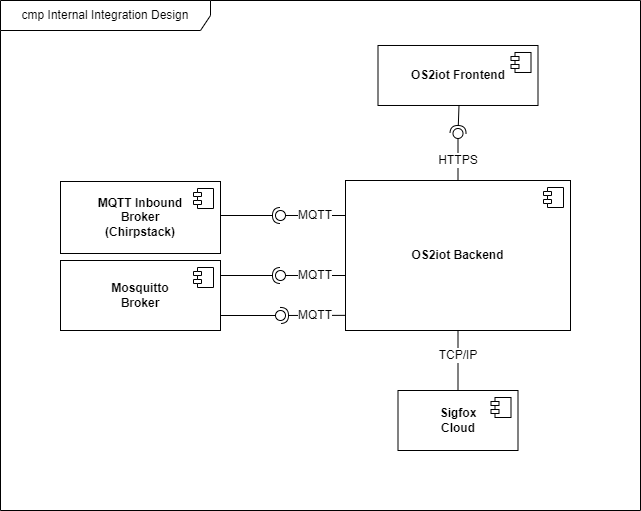 cmp Internal Integration Design
OS2iot Frontend
HTTPS
MQTT Inbound
Broker
(Chirpstack)
MQTT
OS2iot Backend
Mosquitto
Broker
MQTT
MQTT
TCP/IP
Sigfox
Cloud